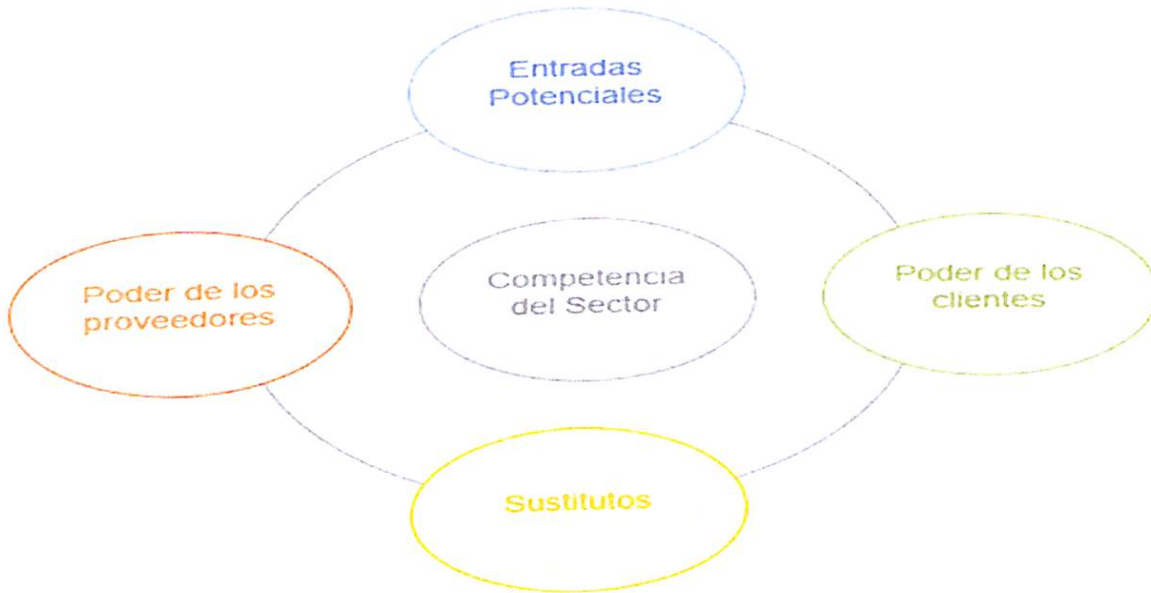 Entradas
Potenciales
Poder de los
proveedores
Competencia
del Sector
Poder de los
clientes
Sustitutos